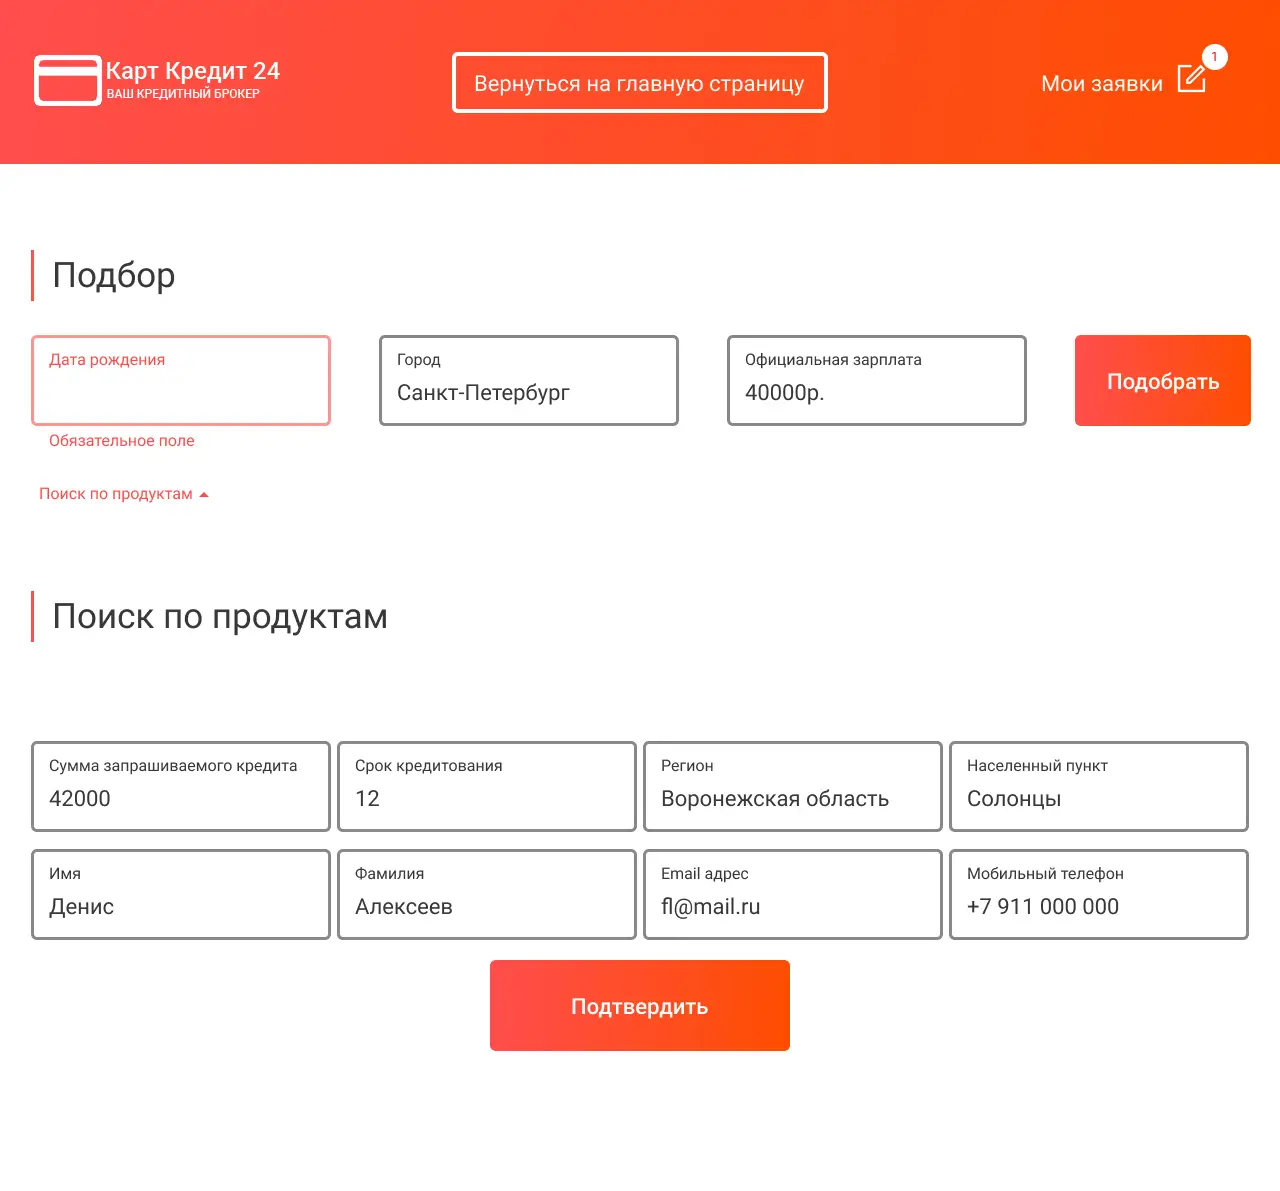 Карт Кредит 24
ВАШ КРЕДИТНЫЙ БРОКЕР
Вернуться на главную страницу
Мои заявки
1
Подбор
Дата рождения
Обязательное поле
Город
Санкт-Петербург
Официальная зарплата
40000р.
Подобрать
Поиск по продуктам
Поиск по продуктам
Сумма запрашиваемого кредита
42000
Срок кредитования
12
Регион
Воронежская область
Населенный пункт
Солонцы
Имя
Денис
Фамилия
Алексеев
Email адрес
fl@mail.ru
Мобильный телефон
+7 911 000 000
Подтвердить